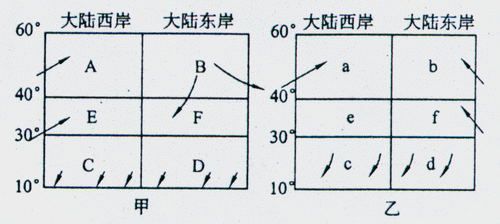 大陆西岸 大陆东岸 大陆西岸 大陆东岸
60° 60°
A B a b
40° 40°
E F e f
30° 30°
C D c d
10° 10°
甲 乙